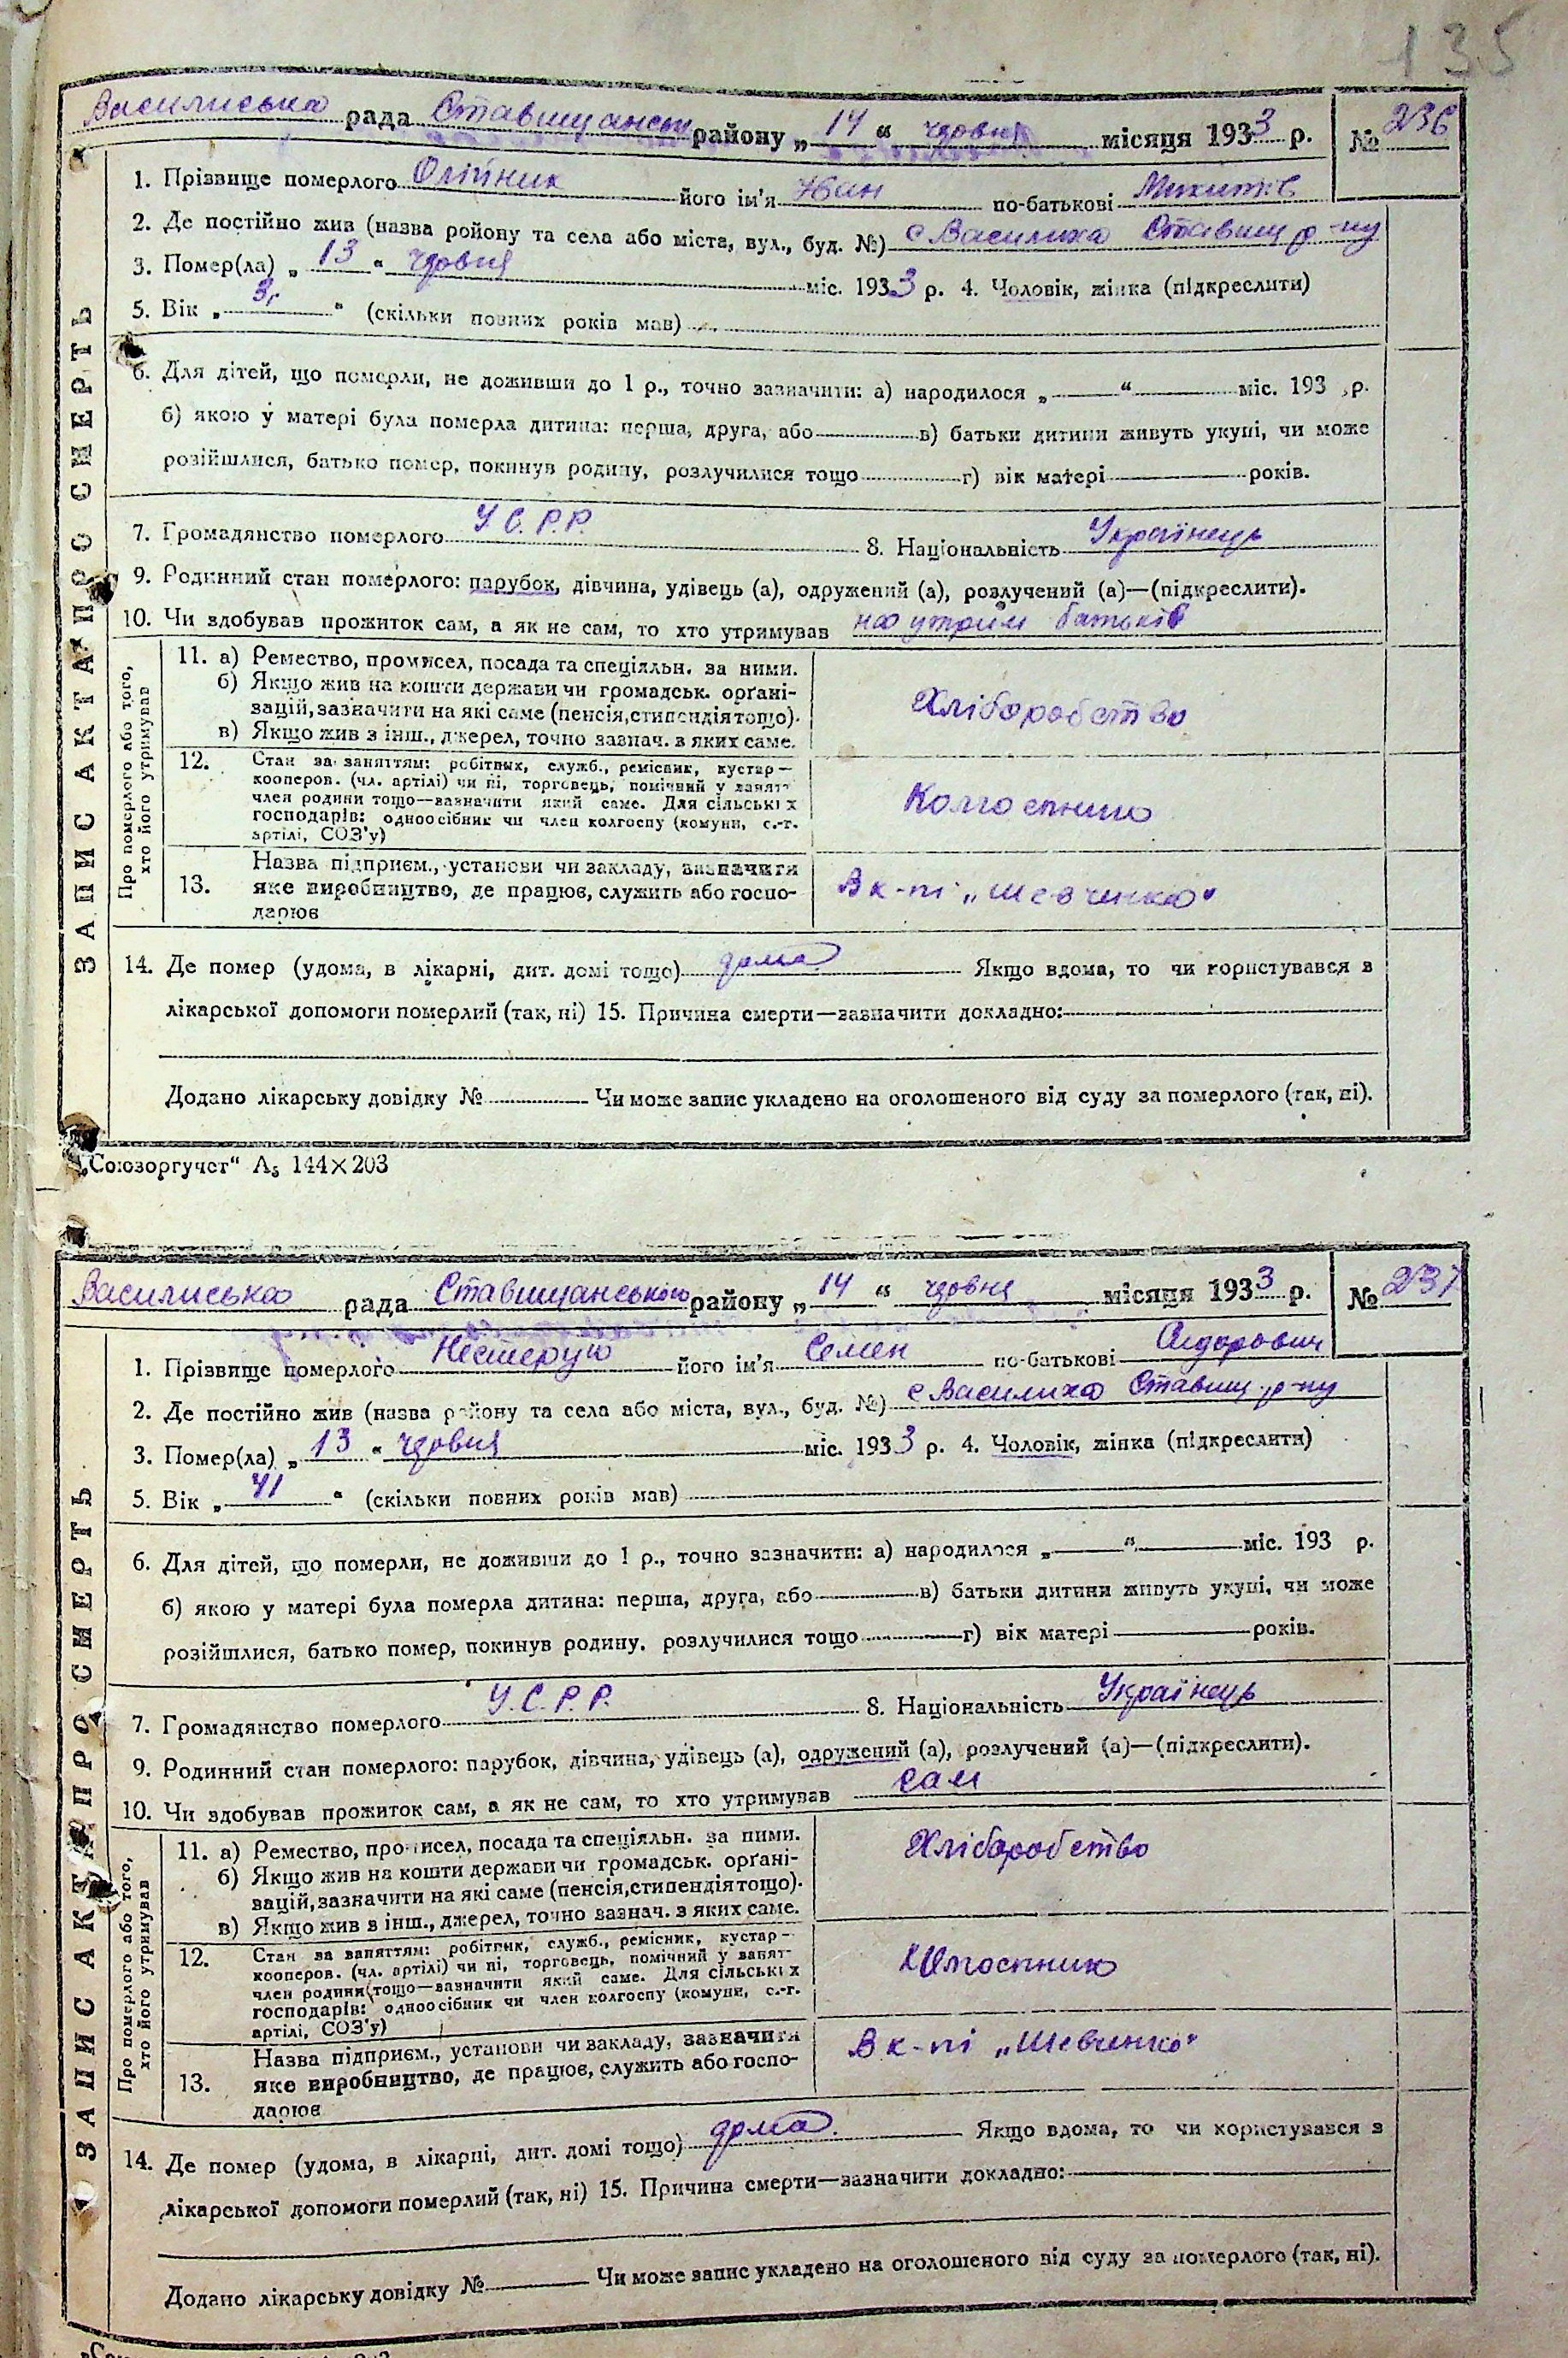 135
Василиська рада Ставищанськ району „14“ червня місяця 1933 р. № 236
ЗАПИС АКТА ПРО СМЕРТЬ
1. Прізвище померлого Олійник його ім'я Іван по-батькові Микитів
2. Де постійно жив (назва району та села або міста, вул., буд. №) с Василиха Ставищ р-ну
3. Помер(ла) „13“ червня міс. 1933 р. 4. Чоловік, жінка (підкреслити)
5. Вік „3“ (скільки повних років мав)
6. Для дітей, що померли, не доживши до 1 р., точно зазначити: а) народилося „ “ міс. 193 р.
б) якою у матері була померла дитина: перша, друга, або в) батьки дитини живуть укупі, чи може
розійшлися, батько помер, покинув родину, розлучилися тощо г) вік матері років.
7. Громадянство померлого У.С.Р.Р. 8. Національність Українець
9. Родинний стан померлого: парубок, дівчина, удівець (а), одружений (а), розлучений (а)—(підкреслити).
10. Чи здобував прожиток сам, а як не сам, то хто утримував на утрим батьків
Про померлого або того, хто його утримував
11. а) Ремество, промисел, посада та спеціяльн. за ними.
б) Якщо жив на кошти держави чи громадськ. орґані-
зацій, зазначити на які саме (пенсія, стипендія тощо).
в) Якщо жив з інш., джерел, точно зазнач. з яких саме.
Хліборобство
12. Стан за заняттям: робітник, служб., ремісник, кустар—
кооперов. (чл. артілі) чи ні, торговець, помічний у занят-
член родини тощо—зазначити який саме. Для сільських
господарів: одноосібник чи член колгоспу (комуни, с.-г.
артілі, СОЗ'у)
Колгоспник
13. Назва підприєм., установи чи закладу, зазначити
яке виробництво, де працює, служить або госпо-
дарює
В к-пі „Шевченка“
14. Де помер (удома, в лікарні, дит. домі тощо) дома Якщо вдома, то чи користувався в
лікарської допомоги померлий (так, ні) 15. Причина смерти—зазначити докладно:
Додано лікарську довідку № Чи може запис укладено на оголошеного від суду за померлого (так, ні).
„Союзоргучет“ А5 144×203
Василиська рада Ставищанського району „14“ червня місяця 1933 р. № 237
ЗАПИС АКТА ПРО СМЕРТЬ
1. Прізвище померлого його ім'я Семен по-батькові Сидорович
2. Де постійно жив (назва району та села або міста, вул., буд. №) с Василиха Ставищ р-ну
3. Помер(ла) „13“ червня міс. 1933 р. 4. Чоловік, жінка (підкреслити)
5. Вік „41“ (скільки повних років мав)
6. Для дітей, що померли, не доживши до 1 р., точно зазначити: а) народилося „ “ міс. 193 р.
б) якою у матері була померла дитина: перша, друга, або в) батьки дитини живуть укупі, чи може
розійшлися, батько помер, покинув родину, розлучилися тощо г) вік матері років.
7. Громадянство померлого У.С.Р.Р. 8. Національність Українець
9. Родинний стан померлого: парубок, дівчина, удівець (а), одружений (а), розлучений (а)—(підкреслити).
10. Чи здобував прожиток сам, а як не сам, то хто утримував сам
Про померлого або того, хто його утримував
11. а) Ремество, промисел, посада та спеціяльн. за ними.
б) Якщо жив на кошти держави чи громадськ. орґані-
зацій, зазначити на які саме (пенсія, стипендія тощо).
в) Якщо жив з інш., джерел, точно зазнач. з яких саме.
Хліборобство
12. Стан за заняттям: робітник, служб., ремісник, кустар—
кооперов. (чл. артілі) чи ні, торговець, помічний у занят-
член родини тощо—зазначити який саме. Для сільських
господарів: одноосібник чи член колгоспу (комуни, с.-г.
артілі, СОЗ'у)
Колгоспник
13. Назва підприєм., установи чи закладу, зазначити
яке виробництво, де працює, служить або госпо-
дарює
В к-пі „Шевченко“
14. Де помер (удома, в лікарні, дит. домі тощо) дома. Якщо вдома, то чи користувався з
лікарської допомоги померлий (так, ні) 15. Причина смерти—зазначити докладно:
Додано лікарську довідку № Чи може запис укладено на оголошеного від суду за померлого (так, ні).